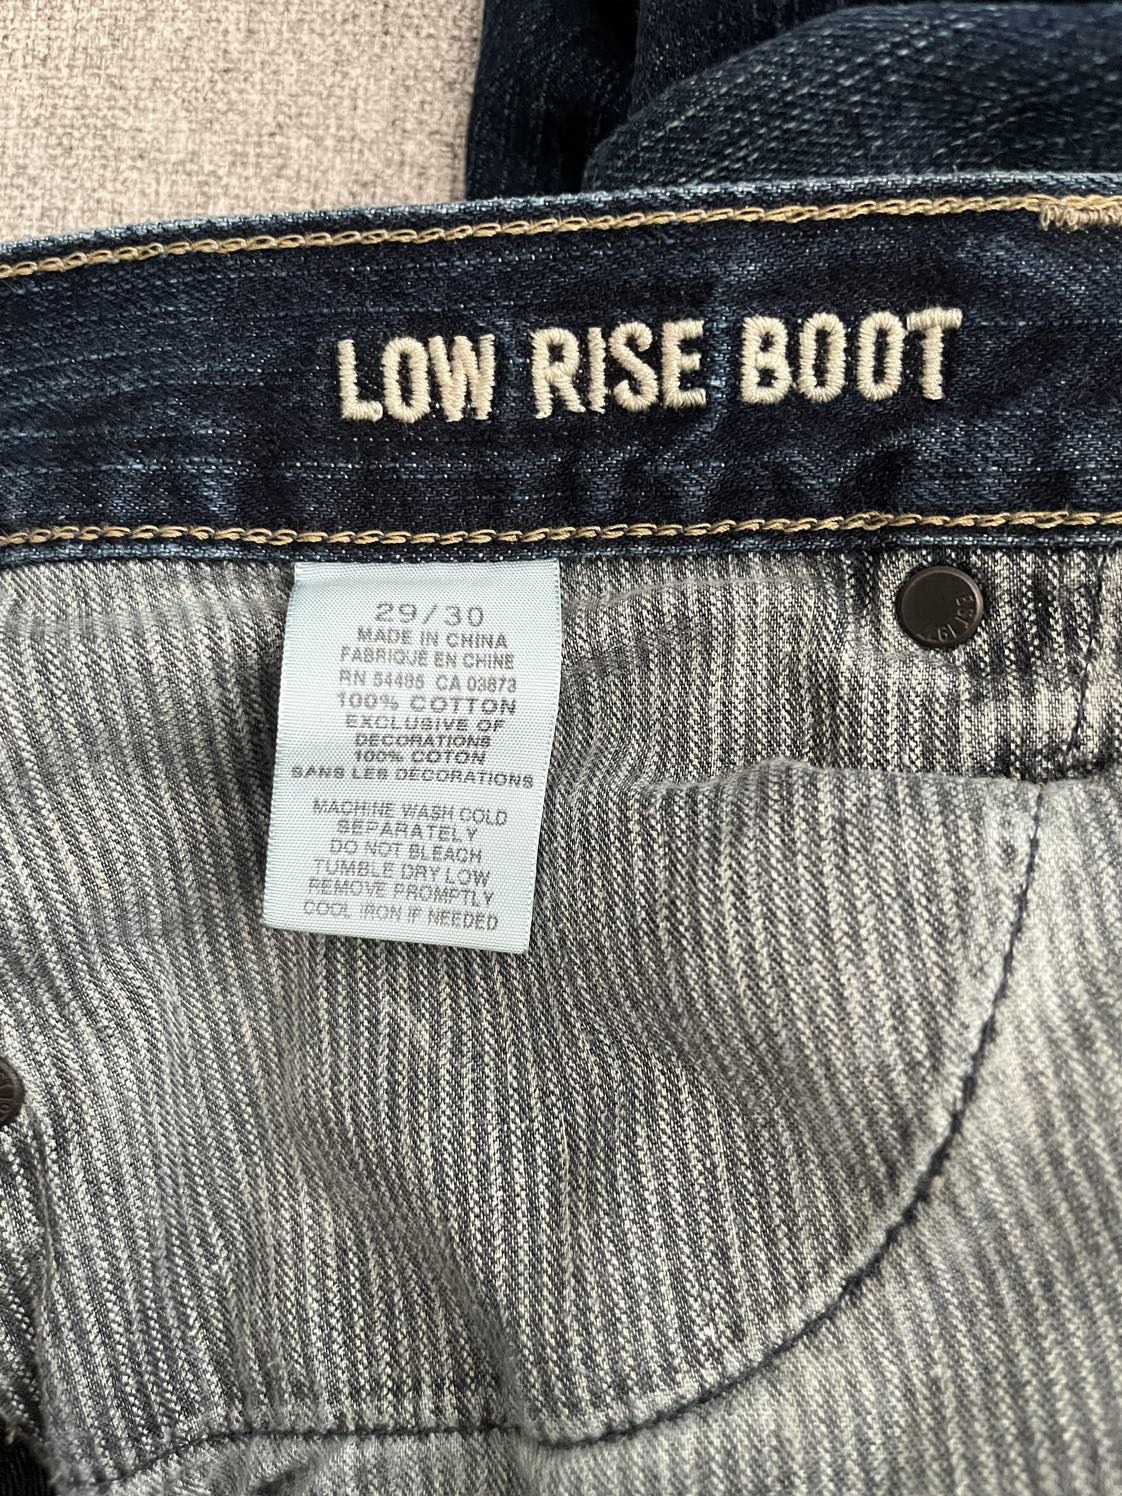 LOW RISE BOOT
29/30
MADE IN CHINA
FABRIQUÉ EN CHINE
RN 54485 CA 03673
100% COTTON
EXCLUSIVE OF
DECORATIONS
100% COTON
SANS LES DÉCORATIONS
MACHINE WASH COLD
SEPARATELY
DO NOT BLEACH
TUMBLE DRY LOW
REMOVE PROMPTLY
COOL IRON IF NEEDED